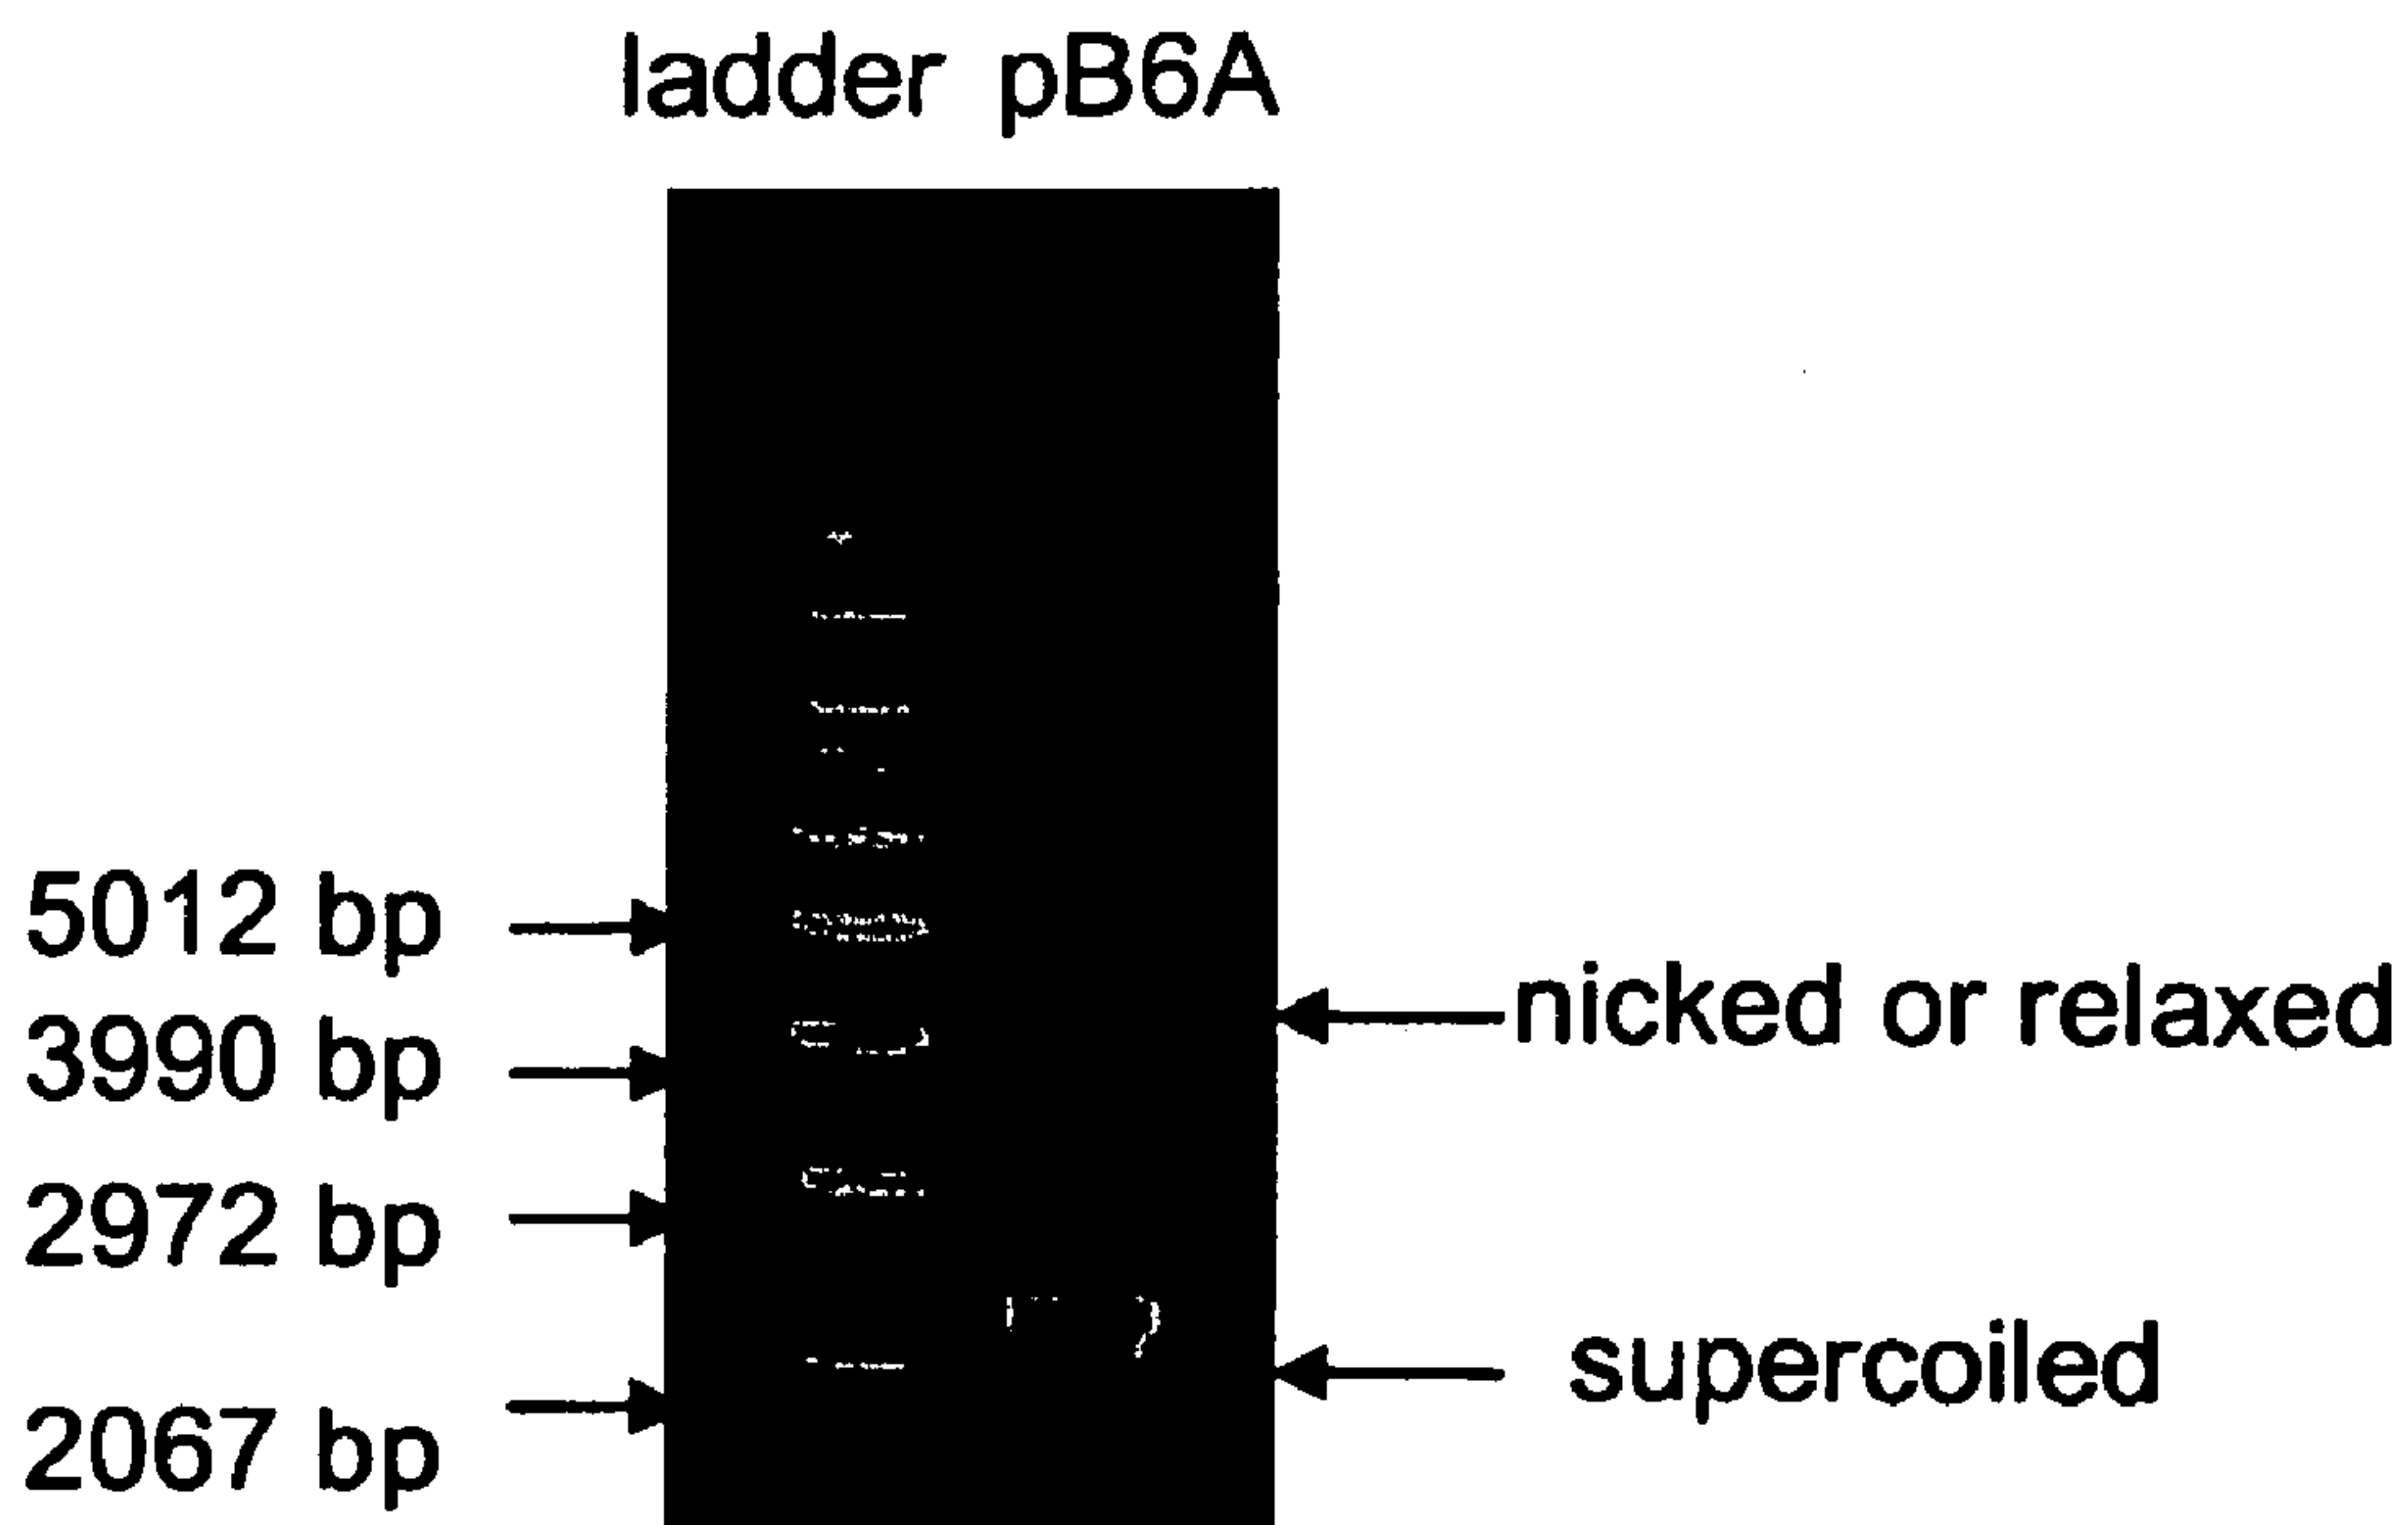 ladder pB6A
5012 bp
nicked or relaxed
3990 bp
2972 bp
supercoiled
2067 bp